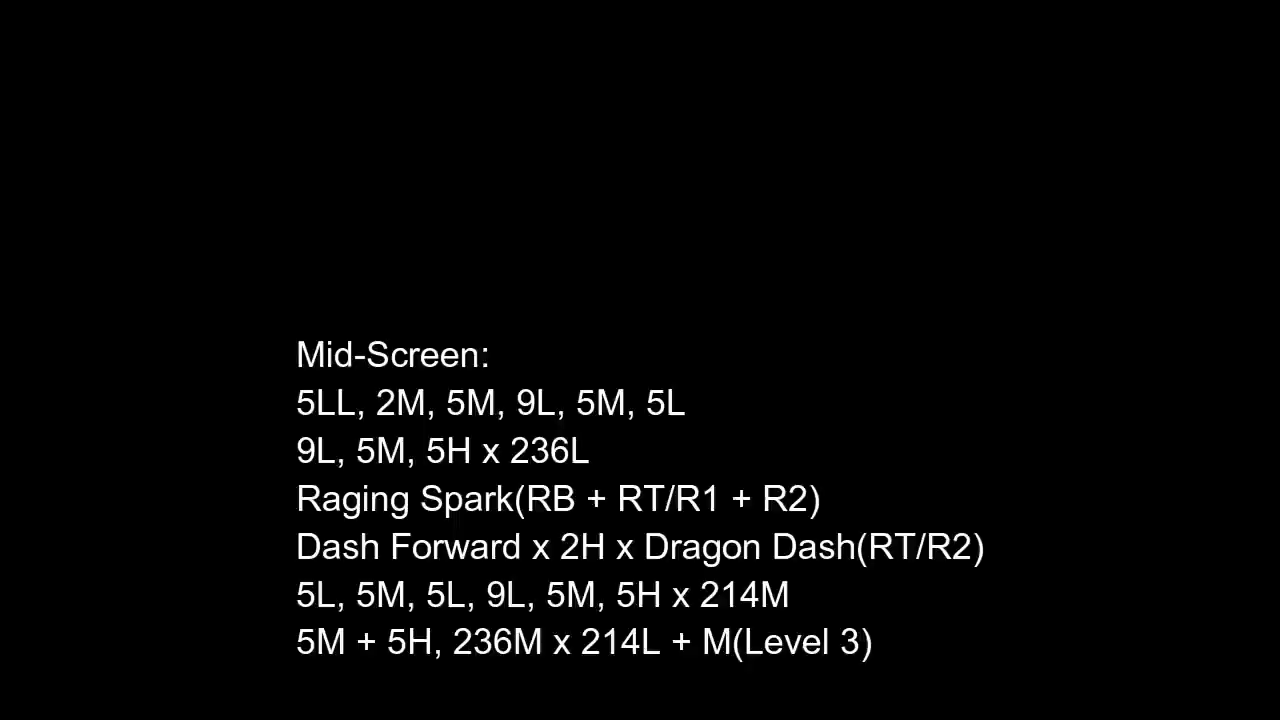 Mid-Screen:
5LL, 2M, 5M, 9L, 5M, 5L
9L, 5M, 5H x 236L
Raging Spark(RB + RT/R1 + R2)
Dash Forward x 2H x Dragon Dash(RT/R2)
5L, 5M, 5L, 9L, 5M, 5H x 214M
5M + 5H, 236M x 214L + M(Level 3)